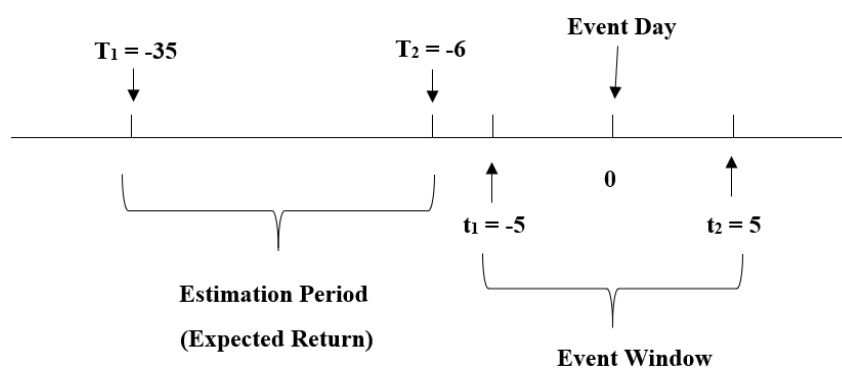 Event Day
T₁ = -35
T₂ = -6
0
t₁ = -5
t₂ = 5
Estimation Period
(Expected Return)
Event Window